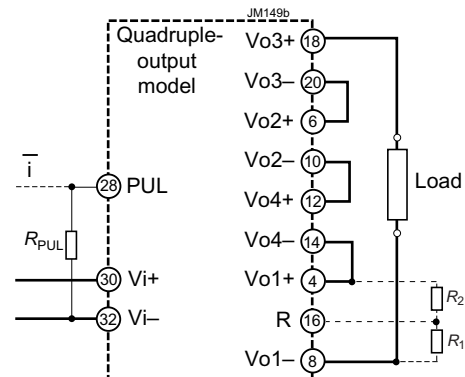 JM149b
Quadruple-
output
model
Vo3+ 18
Vo3– 20
Vo2+ 6
Vo2– 10
Vo4+ 12
Vo4– 14
Vo1+ 4
R 16
Vo1– 8
i
28 PUL
RPUL
30 Vi+
32 Vi–
Load
R2
R1